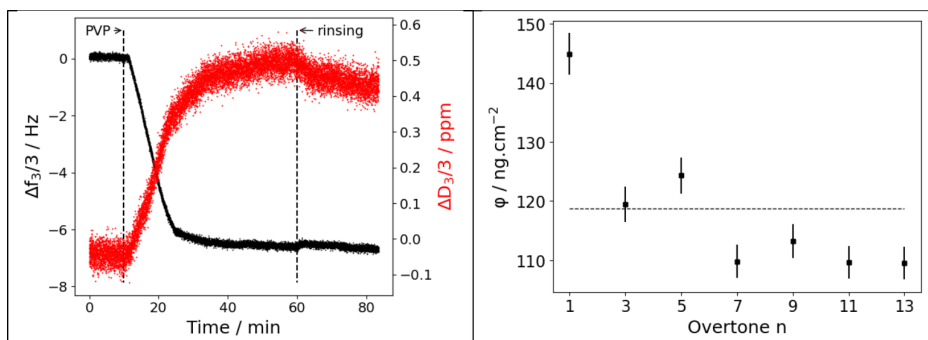 PVP
rinsing
0
−2
−4
−6
−8
Δf₃/3 / Hz
0.6
0.5
0.4
0.3
0.2
0.1
0.0
−0.1
ΔD₃/3 / ppm
0 20 40 60 80
Time / min
150
140
130
120
110
φ / ng.cm⁻²
1 3 5 7 9 11 13
Overtone n